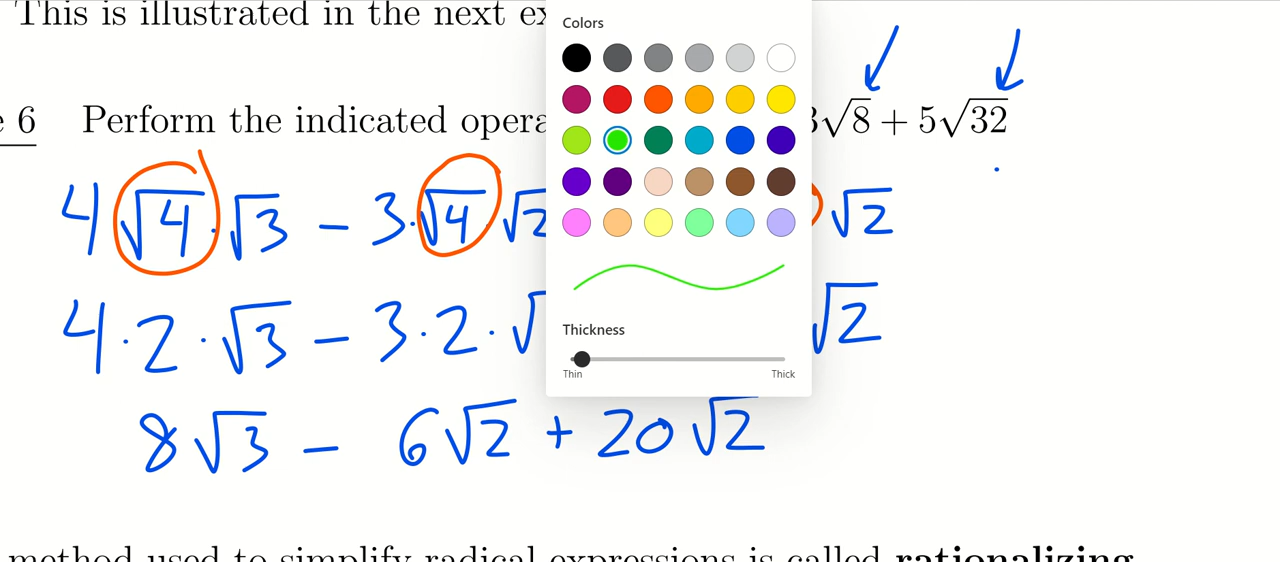 This is illustrated in the next ex
Colors
e 6 Perform the indicated opera 3√8 + 5√32
4 √4 · √3 − 3 · √4 √2 √2
4 · 2 · √3 − 3 · 2 · √ √2
Thickness
Thin Thick
8 √3 − 6 √2 + 20 √2
method used to simplify radical expressions is called rationalizing